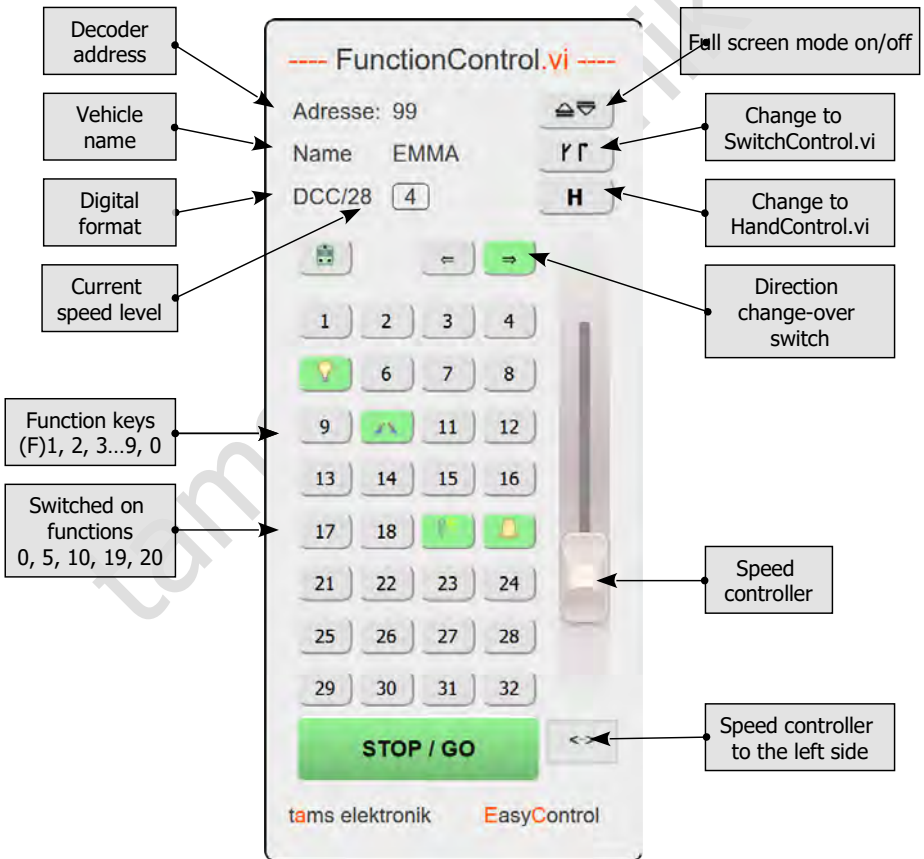 Decoder
address
Vehicle
name
Digital
format
Current
speed level
Function keys
(F)1, 2, 3...9, 0
Switched on
functions
0, 5, 10, 19, 20
---- FunctionControl.vi ----
Adresse: 99
Name EMMA
DCC/28 4
H
⇐ ⇒
1 2 3 4
6 7 8
9 11 12
13 14 15 16
17 18
21 22 23 24
25 26 27 28
29 30 31 32
STOP / GO
<->
tams elektronik EasyControl
Full screen mode on/off
Change to
SwitchControl.vi
Change to
HandControl.vi
Direction
change-over
switch
Speed
controller
Speed controller
to the left side